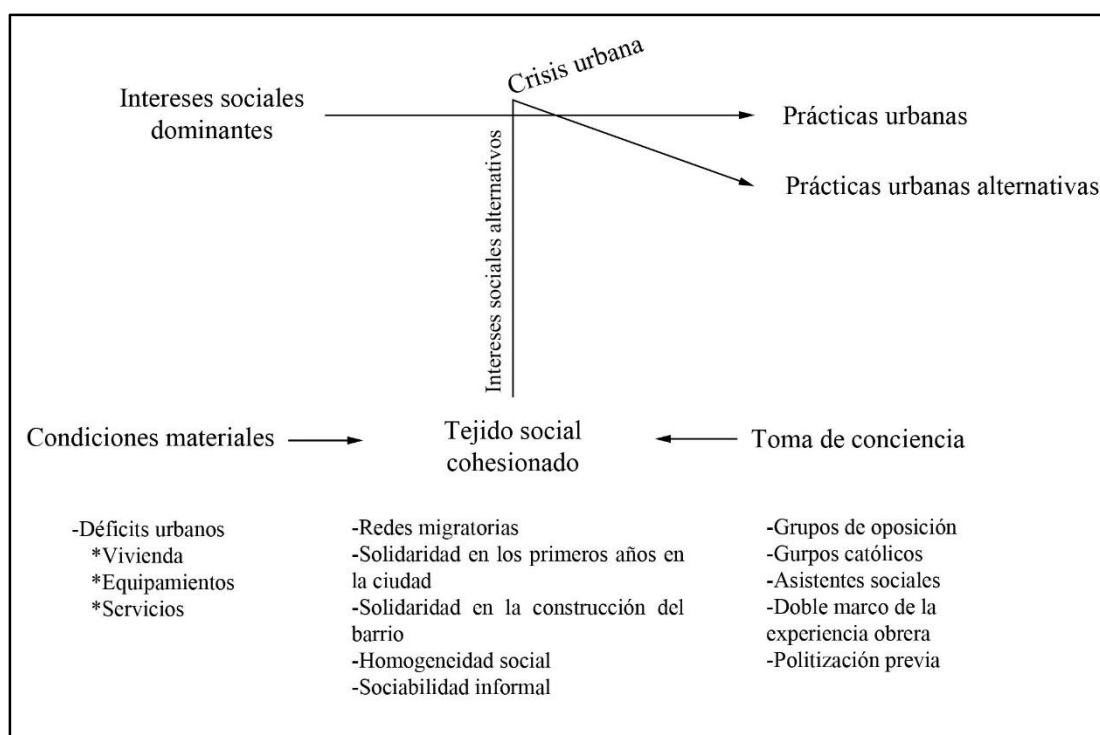 Crisis urbana
Intereses sociales
dominantes
Prácticas urbanas
Prácticas urbanas alternativas
Intereses sociales alternativos
Condiciones materiales
Tejido social
cohesionado
Toma de conciencia
-Déficits urbanos
*Vivienda
*Equipamientos
*Servicios
-Redes migratorias
-Solidaridad en los primeros años en
la ciudad
-Solidaridad en la construcción del
barrio
-Homogeneidad social
-Sociabilidad informal
-Grupos de oposición
-Gurpos católicos
-Asistentes sociales
-Doble marco de la
experiencia obrera
-Politización previa